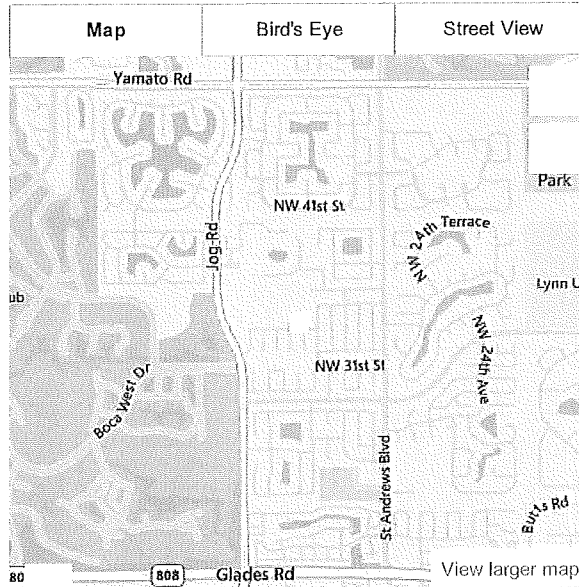 Map
Bird's Eye
Street View
Yamato Rd
Park
NW 41st St
NW 24th Terrace
Jog-Rd
Lynn U
ub
NW 31st St
NW 24th Ave
Boca West Dr
St Andrews Blvd
Butts Rd
80
808
Glades Rd
View larger map